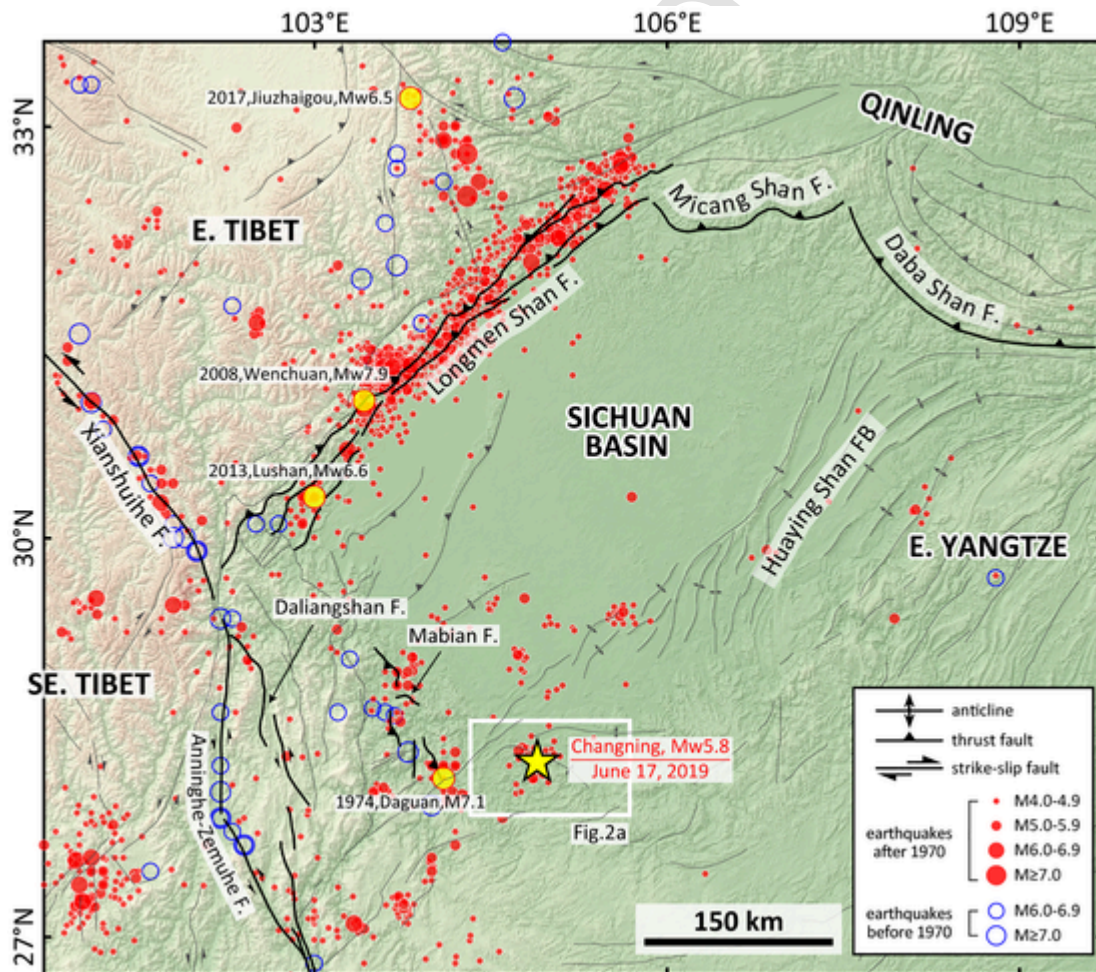 103°E
106°E
109°E
33°N
30°N
27°N
2017,Jiuzhaigou,Mw6.5
QINLING
Micang Shan F.
E. TIBET
Daba Shan F.
Longmen Shan F.
2008,Wenchuan,Mw7.9
SICHUAN
BASIN
Xianshuihe F.
2013,Lushan,Mw6.6
Huaying Shan FB
E. YANGTZE
Daliangshan F.
Mabian F.
SE. TIBET
Anninghe-Zemuhe F.
Changning, Mw5.8
June 17, 2019
1974,Daguan,M7.1
Fig.2a
150 km
anticline
thrust fault
strike-slip fault
earthquakes
after 1970
M4.0-4.9
M5.0-5.9
M6.0-6.9
M≥7.0
earthquakes
before 1970
M6.0-6.9
M≥7.0